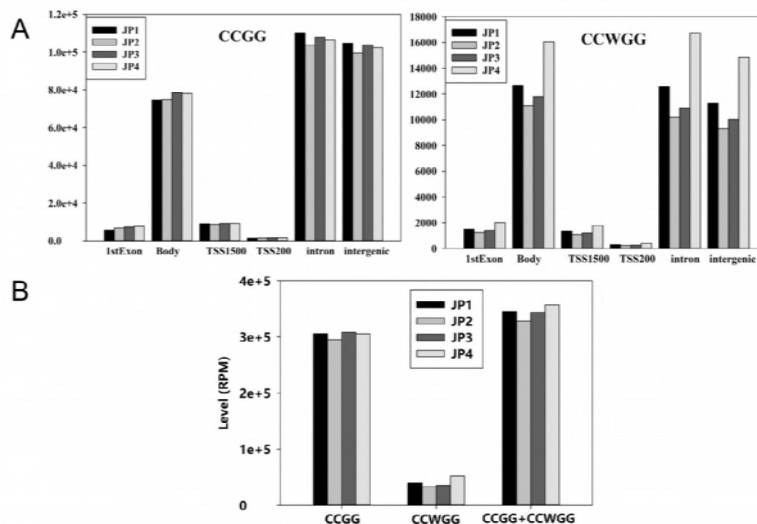 A
CCGG
JP1
JP2
JP3
JP4
1.2e+5
1.0e+5
8.0e+4
6.0e+4
4.0e+4
2.0e+4
0.0
1stExon Body TSS1500 TSS200 intron intergenic
CCWGG
JP1
JP2
JP3
JP4
18000
16000
14000
12000
10000
8000
6000
4000
2000
0
1stExon Body TSS1500 TSS200 intron intergenic
B
Level (RPM)
JP1
JP2
JP3
JP4
4e+5
3e+5
2e+5
1e+5
0
CCGG CCWGG CCGG+CCWGG